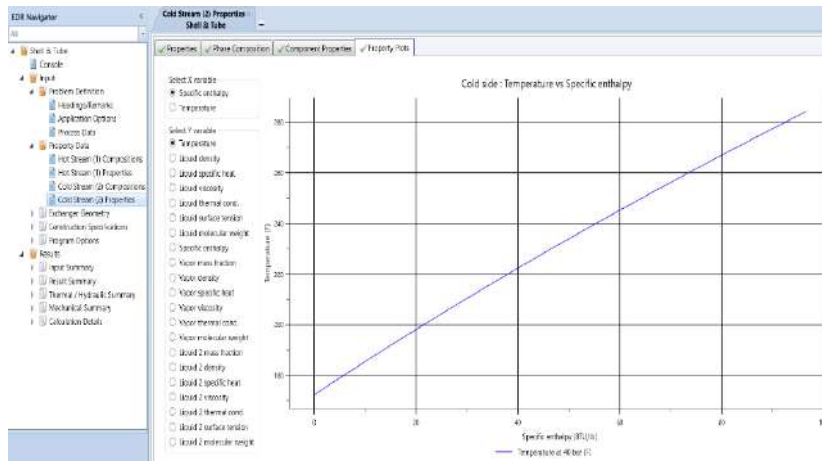 EDR Navigator
All
Shell & Tube
Console
Input
Problem Definition
Headings/Remarks
Application Options
Process Data
Property Data
Hot Stream (1) Compositions
Hot Stream (1) Properties
Cold Stream (2) Compositions
Cold Stream (2) Properties
Exchanger Geometry
Construction Specifications
Program Options
Results
Input Summary
Result Summary
Thermal / Hydraulic Summary
Mechanical Summary
Calculation Details
Cold Stream (2) Properties
Shell & Tube
Properties
Phase Composition
Component Properties
Property Plots
Select X variable
Specific enthalpy
Temperature
Select Y variable
Temperature
Liquid density
Liquid specific heat
Liquid viscosity
Liquid thermal cond.
Liquid surface tension
Liquid molecular weight
Specific enthalpy
Vapor mass fraction
Vapor density
Vapor specific heat
Vapor viscosity
Vapor thermal cond.
Vapor molecular weight
Liquid 2 mass fraction
Liquid 2 density
Liquid 2 specific heat
Liquid 2 viscosity
Liquid 2 thermal cond.
Liquid 2 surface tension
Liquid 2 molecular weight
Cold side : Temperature vs Specific enthalpy
Temperature (F)
280
260
240
220
200
180
0
20
40
60
80
Specific enthalpy (BTU/lb)
Temperature at 40 bar (F)